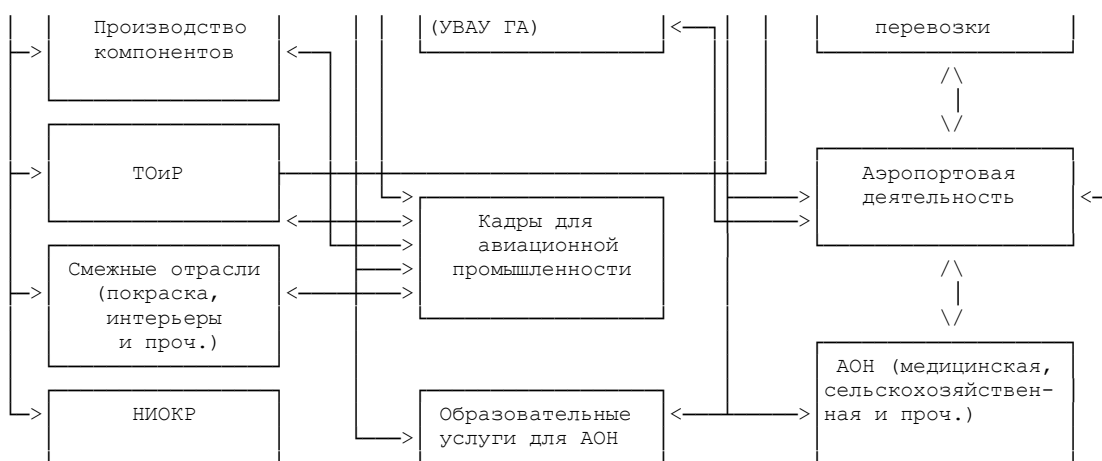 Производство
компонентов
(УВАУ ГА)
перевозки
ТОиР
Аэропортовая
деятельность
Кадры для
авиационной
промышленности
Смежные отрасли
(покраска,
интерьеры
и проч.)
АОН (медицинская,
сельскохозяйствен-
ная и проч.)
НИОКР
Образовательные
услуги для АОН